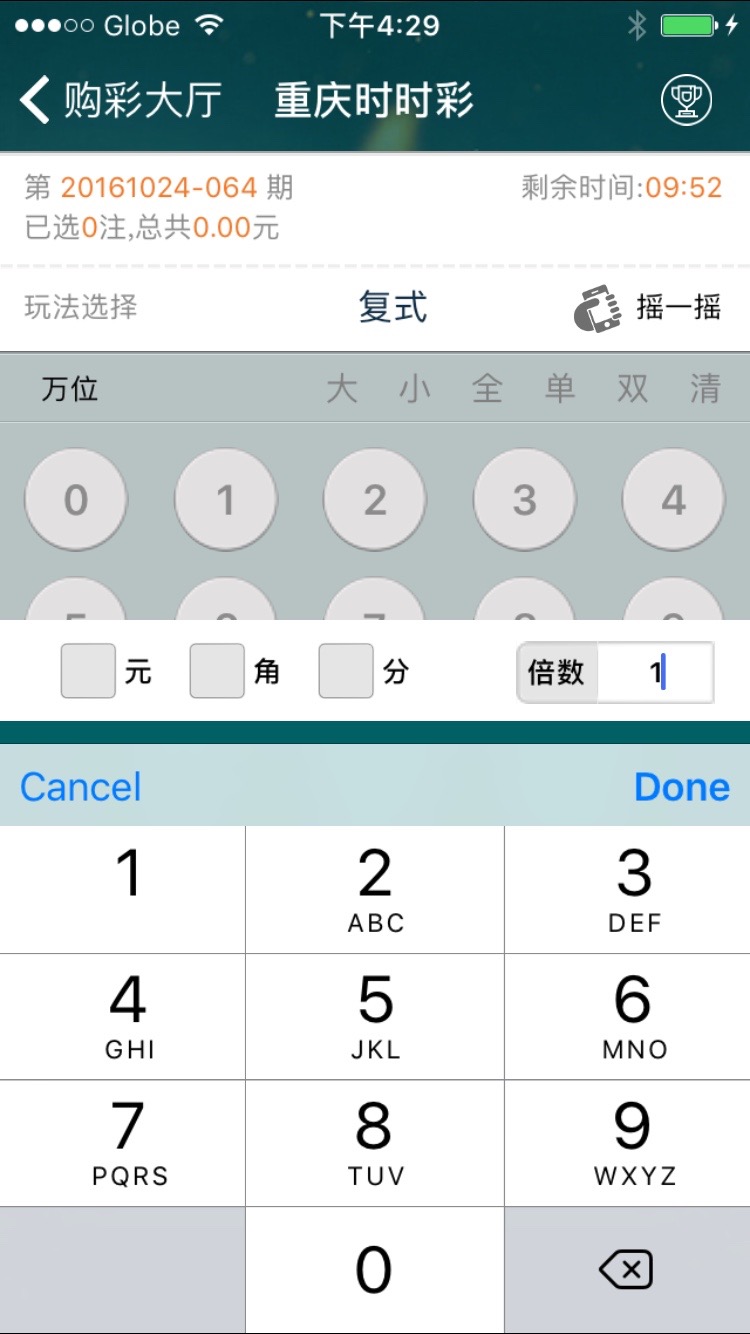 Globe 下午4:29
购彩大厅 重庆时时彩
第 20161024-064 期 剩余时间:09:52
已选0注,总共0.00元
玩法选择 复式 摇一摇
万位 大 小 全 单 双 清
0 1 2 3 4
元 角 分 倍数 1
Cancel Done
1 2 3
ABC DEF
4 5 6
GHI JKL MNO
7 8 9
PQRS TUV WXYZ
0